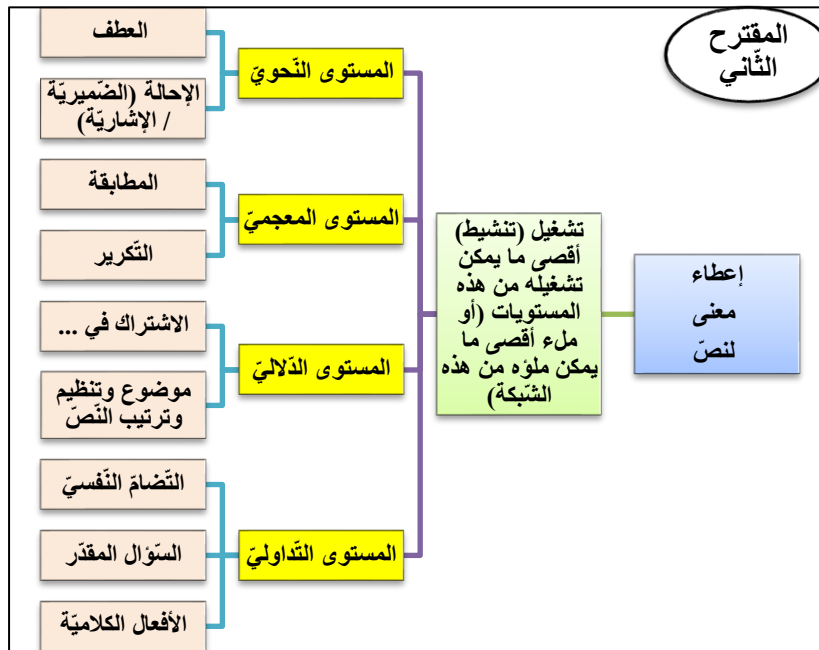 المقترح
الثّاني
إعطاء
معنى
لنصّ
تشغيل (تنشيط)
أقصى ما يمكن
تشغيله من هذه
المستويات (أو
ملء أقصى ما
يمكن ملؤه من هذه
الشّبكة)
المستوى النّحويّ
العطف
الإحالة (الضّميريّة
/ الإشاريّة)
المستوى المعجميّ
المطابقة
التّكرير
المستوى الدّلاليّ
الاشتراك في ...
موضوع وتنظيم
وترتيب النّصّ
المستوى التّداوليّ
التّضامّ النّفسيّ
السّؤال المقدّر
الأفعال الكلاميّة